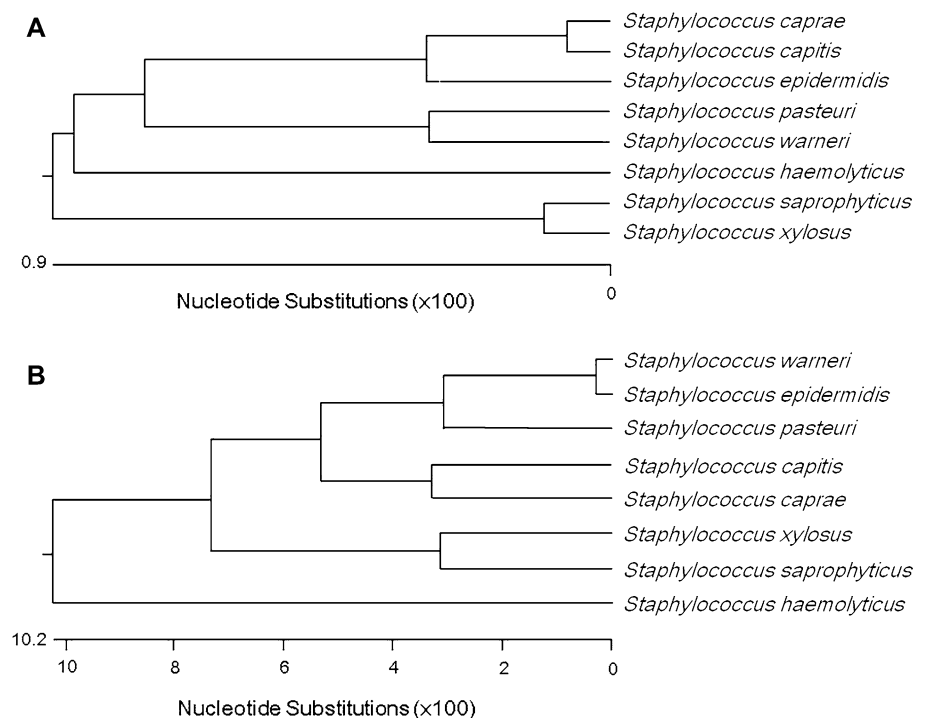 A
Staphylococcus caprae
Staphylococcus capitis
Staphylococcus epidermidis
Staphylococcus pasteuri
Staphylococcus warneri
Staphylococcus haemolyticus
Staphylococcus saprophyticus
Staphylococcus xylosus
0.9
0
Nucleotide Substitutions (×100)
B
Staphylococcus warneri
Staphylococcus epidermidis
Staphylococcus pasteuri
Staphylococcus capitis
Staphylococcus caprae
Staphylococcus xylosus
Staphylococcus saprophyticus
Staphylococcus haemolyticus
10.2
10 8 6 4 2 0
Nucleotide Substitutions (×100)